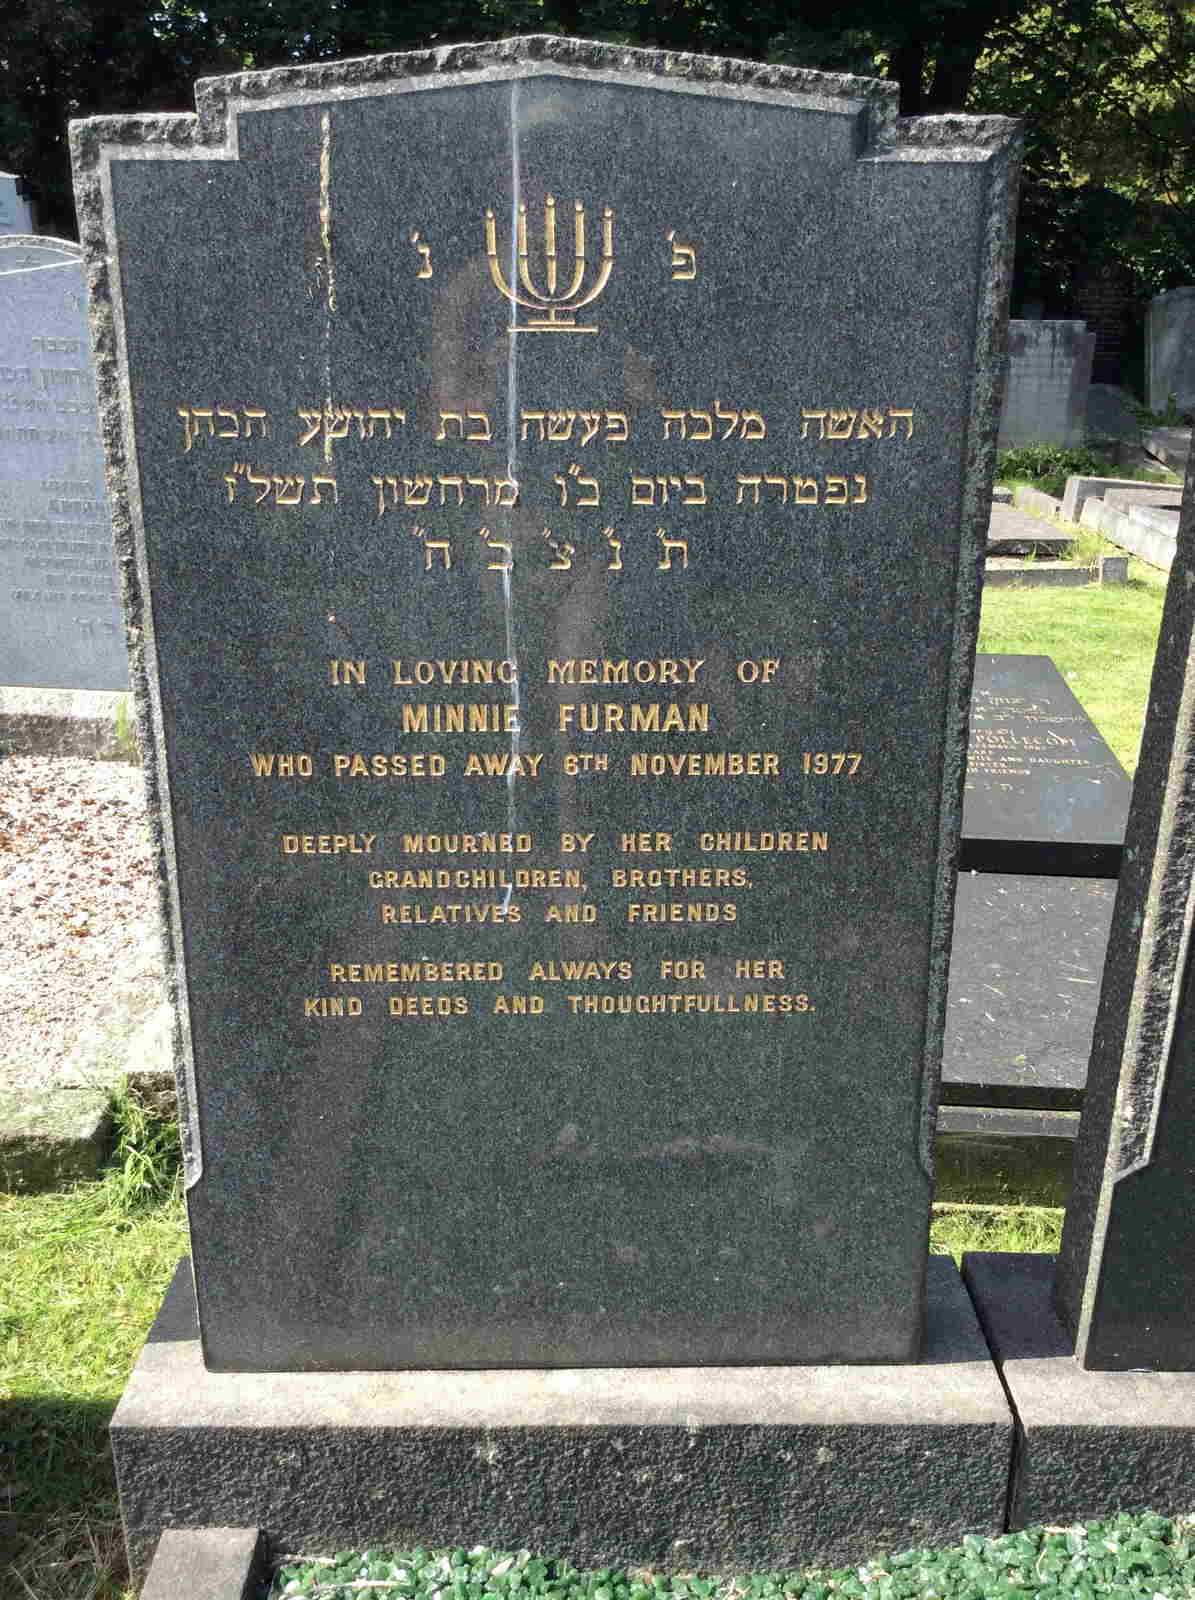 פ' נ'
האשה מלכה פעשה בת יהושע הכהן
נפטרה ביום כ"ו מרחשון תשל"ז
ת" נ" צ" ב" ה"
IN LOVING MEMORY OF
MINNIE FURMAN
WHO PASSED AWAY 6TH NOVEMBER 1977
DEEPLY MOURNED BY HER CHILDREN
GRANDCHILDREN, BROTHERS,
RELATIVES AND FRIENDS
REMEMBERED ALWAYS FOR HER
KIND DEEDS AND THOUGHTFULLNESS.